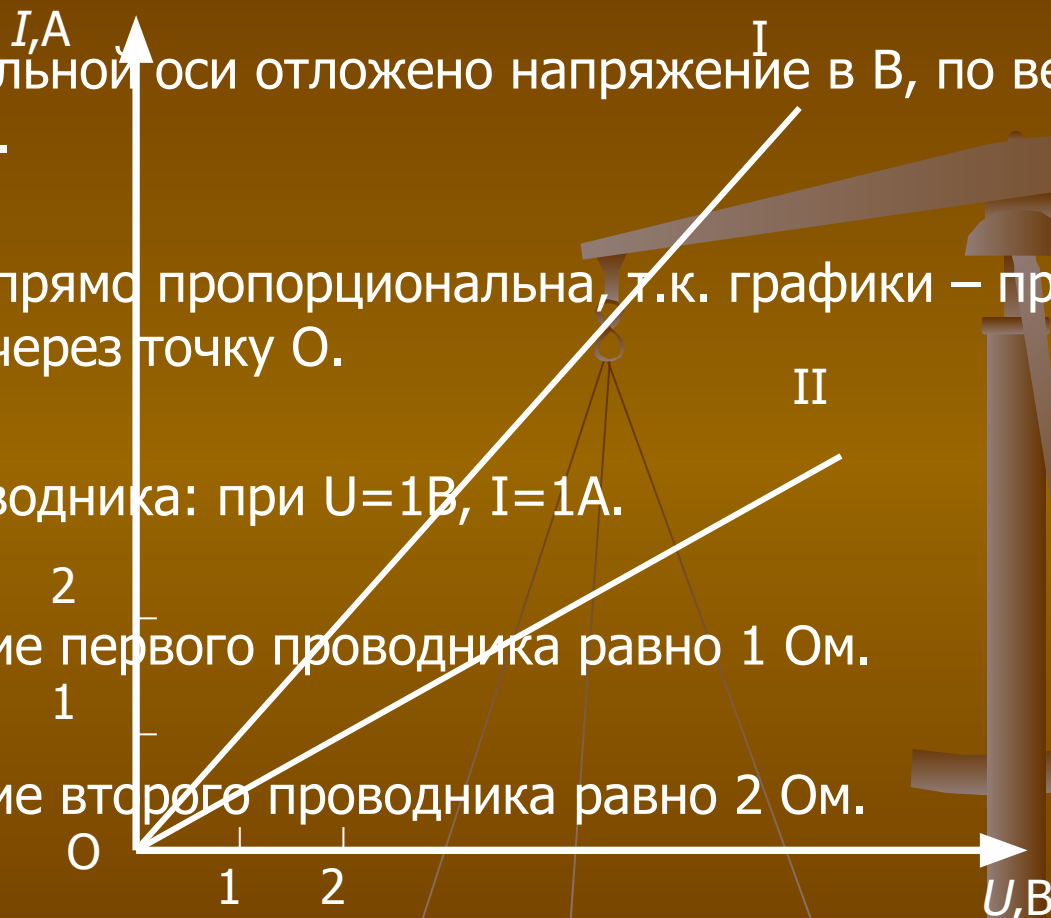 I,А
I
льной оси отложено напряжение в В, по ве
.
прямо пропорциональна, т.к. графики – пр
через точку О.
II
водника: при U=1В, I=1А.
2
ие первого проводника равно 1 Ом.
1
ие второго проводника равно 2 Ом.
О
1 2
U,В